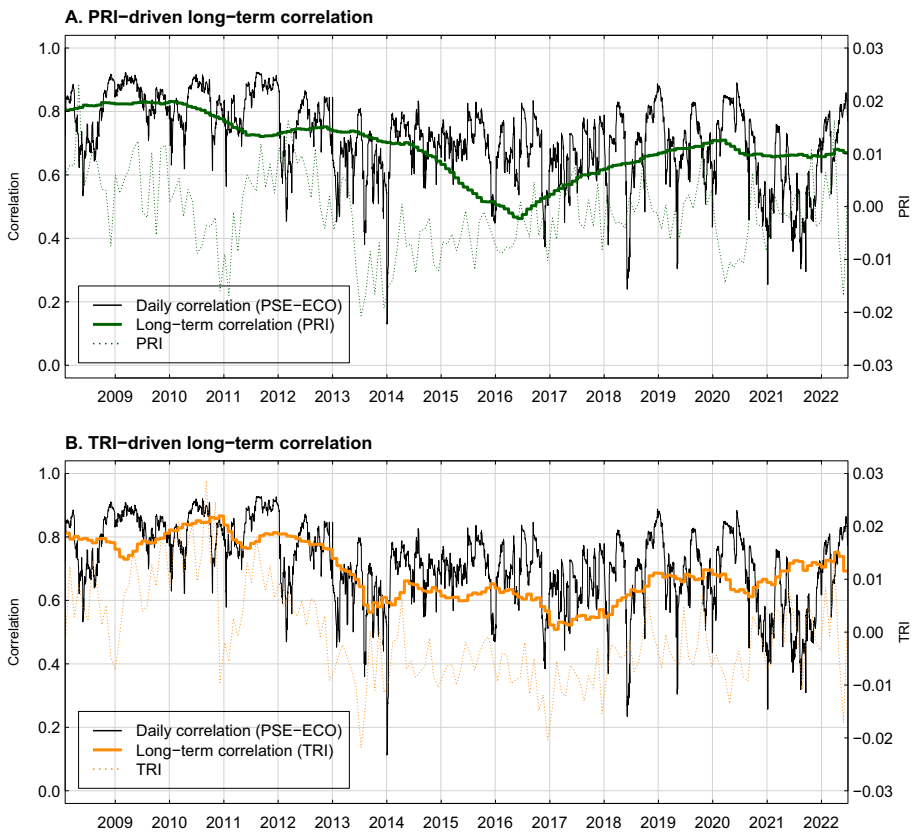 A. PRI−driven long−term correlation
1.0
0.8
0.6
0.4
0.2
0.0
Correlation
0.03
0.02
0.01
0.00
−0.01
−0.02
−0.03
PRI
Daily correlation (PSE−ECO)
Long−term correlation (PRI)
PRI
2009 2010 2011 2012 2013 2014 2015 2016 2017 2018 2019 2020 2021 2022
B. TRI−driven long−term correlation
1.0
0.8
0.6
0.4
0.2
0.0
Correlation
0.03
0.02
0.01
0.00
−0.01
−0.02
−0.03
TRI
Daily correlation (PSE−ECO)
Long−term correlation (TRI)
TRI
2009 2010 2011 2012 2013 2014 2015 2016 2017 2018 2019 2020 2021 2022